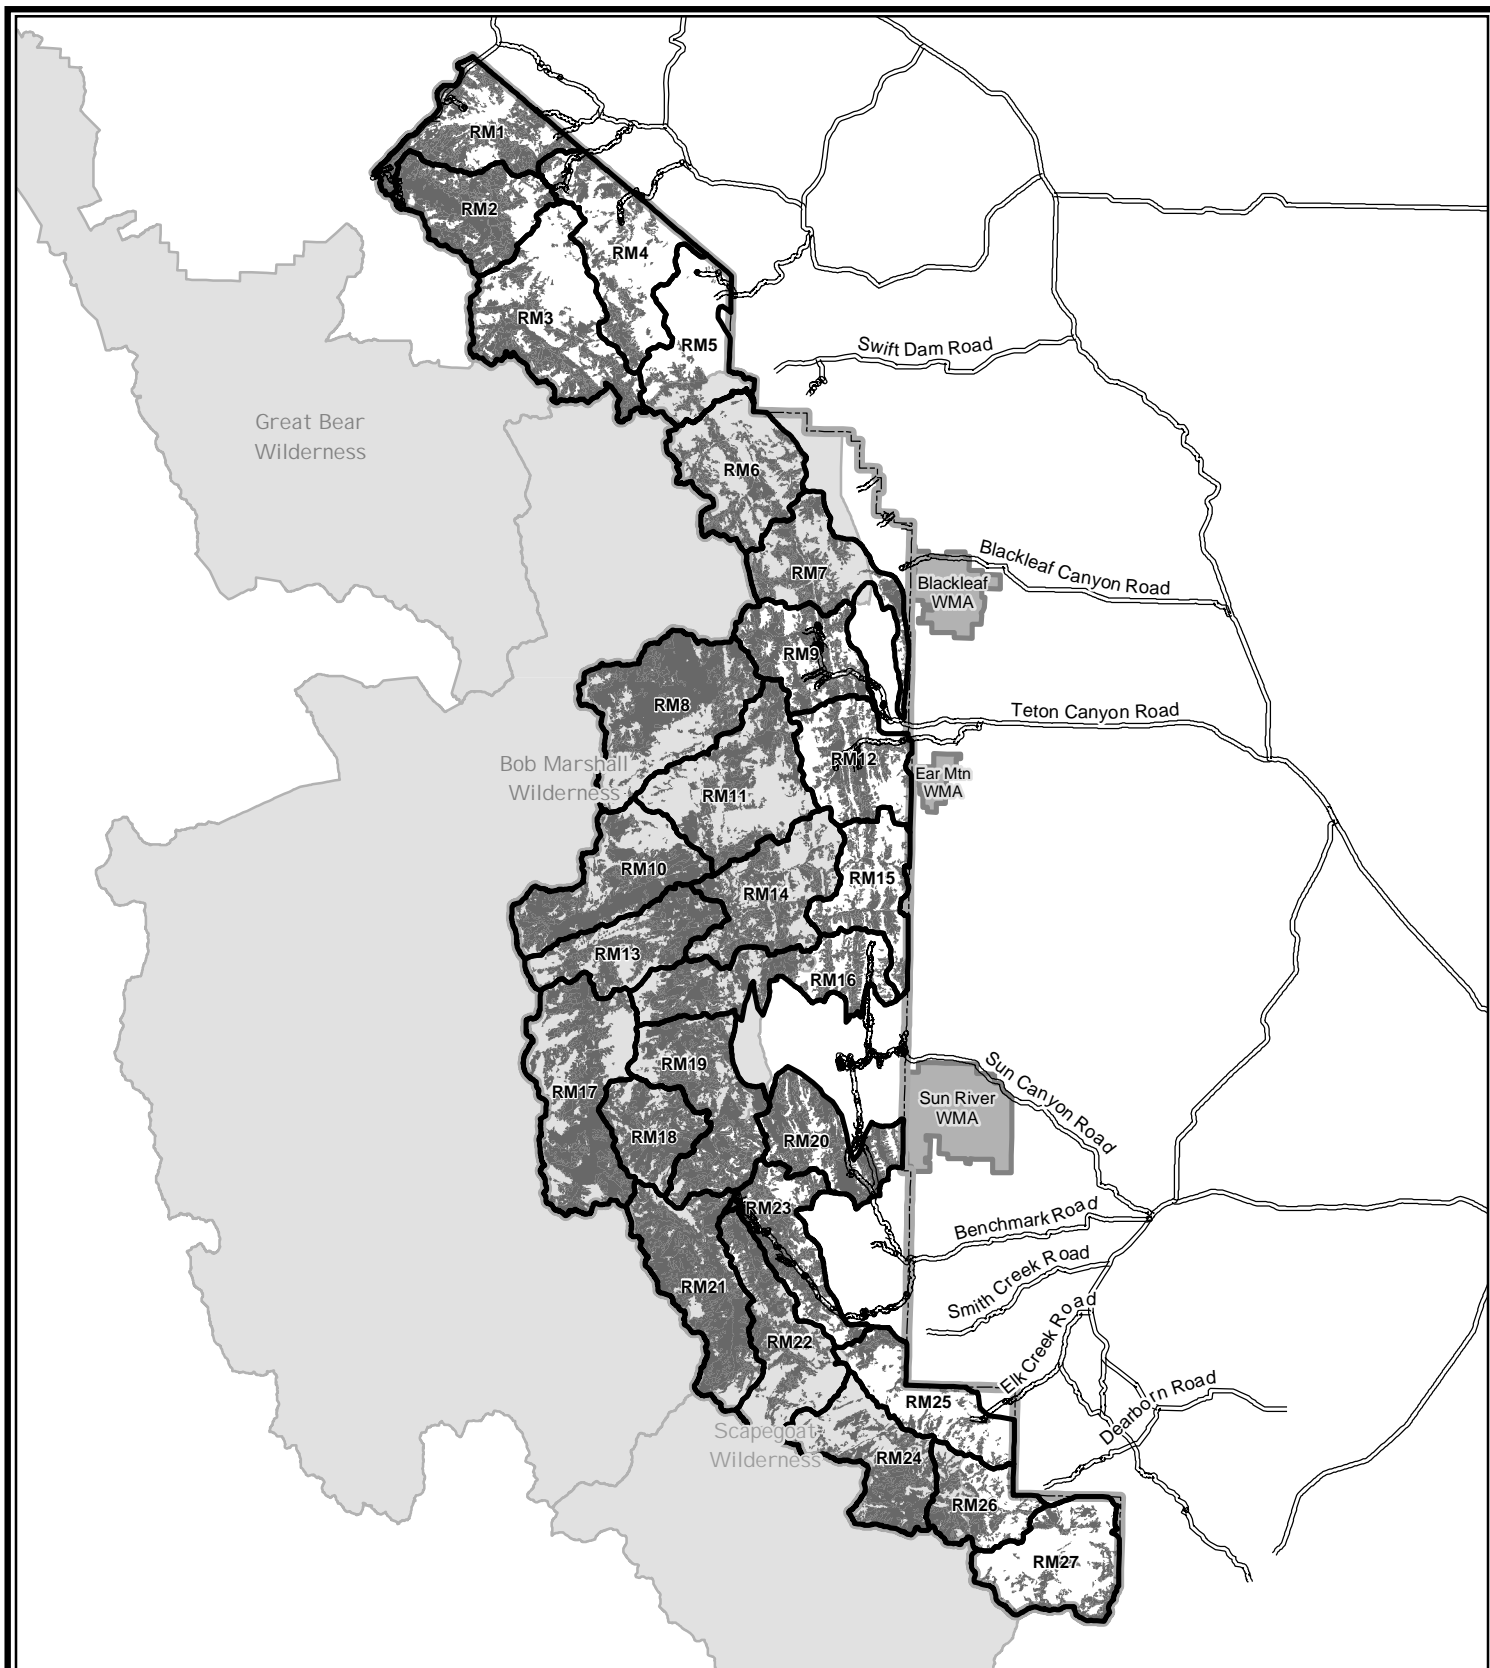 RM1
RM2
RM4
RM3
RM5
Swift Dam Road
Great Bear
Wilderness
RM6
Blackleaf Canyon Road
RM7
Blackleaf
WMA
RM9
RM8
Teton Canyon Road
Bob Marshall
Wilderness
RM12
Ear Mtn
WMA
RM11
RM10
RM15
RM14
RM13
RM16
RM19
Sun Canyon Road
RM17
Sun River
WMA
RM18
RM20
RM23
Benchmark Road
Smith Creek Road
RM21
RM22
Elk Creek Road
RM25
Dearborn Road
Scapegoat
Wilderness
RM24
RM26
RM27